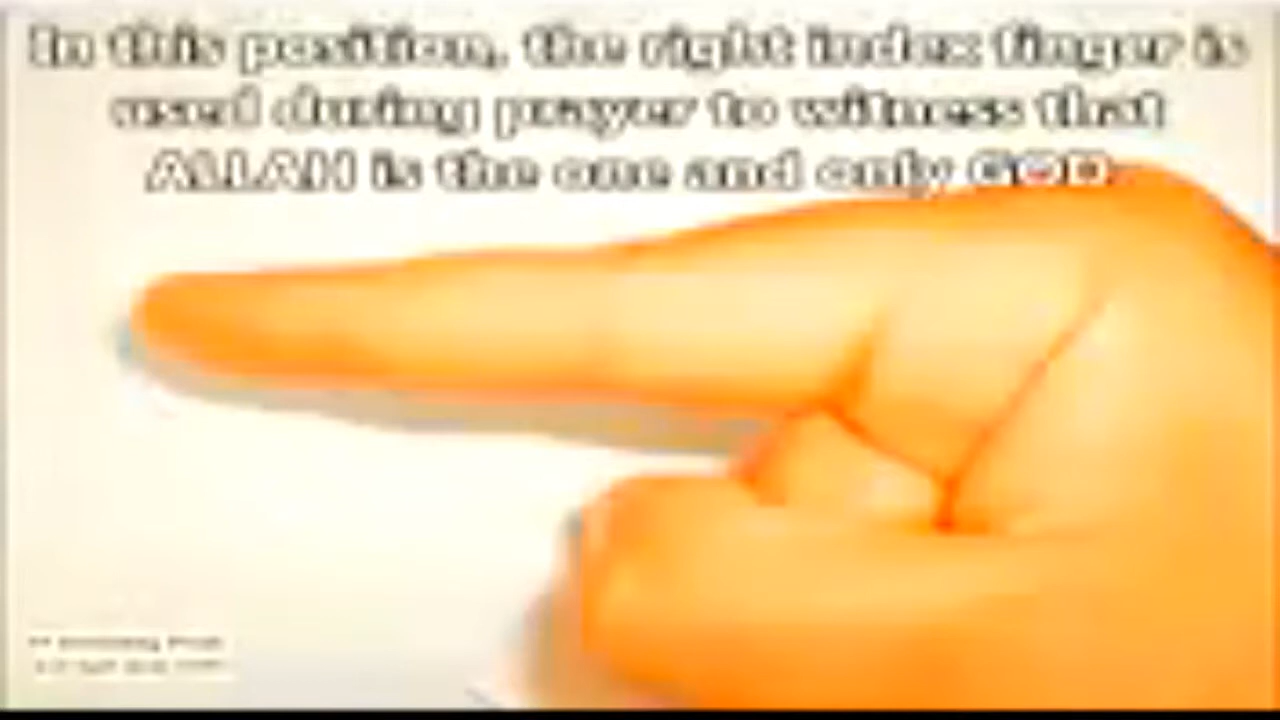 In this position, the right index finger is
used during prayer to witness that
ALLAH is the one and only GOD